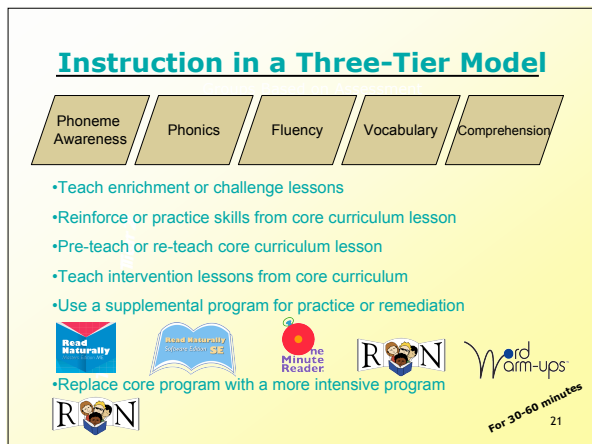 Instruction in a Three-Tier Model
Phoneme Awareness
Phonics
Fluency
Vocabulary
Comprehension
•Teach enrichment or challenge lessons
•Reinforce or practice skills from core curriculum lesson
•Pre-teach or re-teach core curriculum lesson
•Teach intervention lessons from core curriculum
•Use a supplemental program for practice or remediation
Read
Naturally
Read Naturally
Software Edition SE
One
Minute
Reader
R N
Word
Warm-ups
•Replace core program with a more intensive program
R N
For 30-60 minutes
21